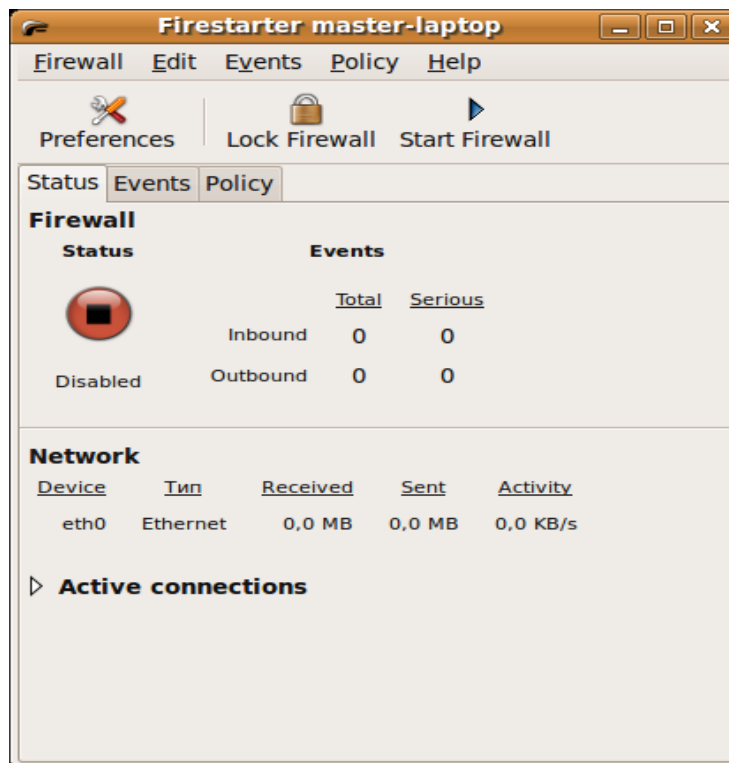 Firestarter master-laptop
Firewall Edit Events Policy Help
Preferences Lock Firewall Start Firewall
Status Events Policy
Firewall
Status Events
Total Serious
Inbound 0 0
Disabled Outbound 0 0
Network
Device Тип Received Sent Activity
eth0 Ethernet 0,0 MB 0,0 MB 0,0 KB/s
Active connections